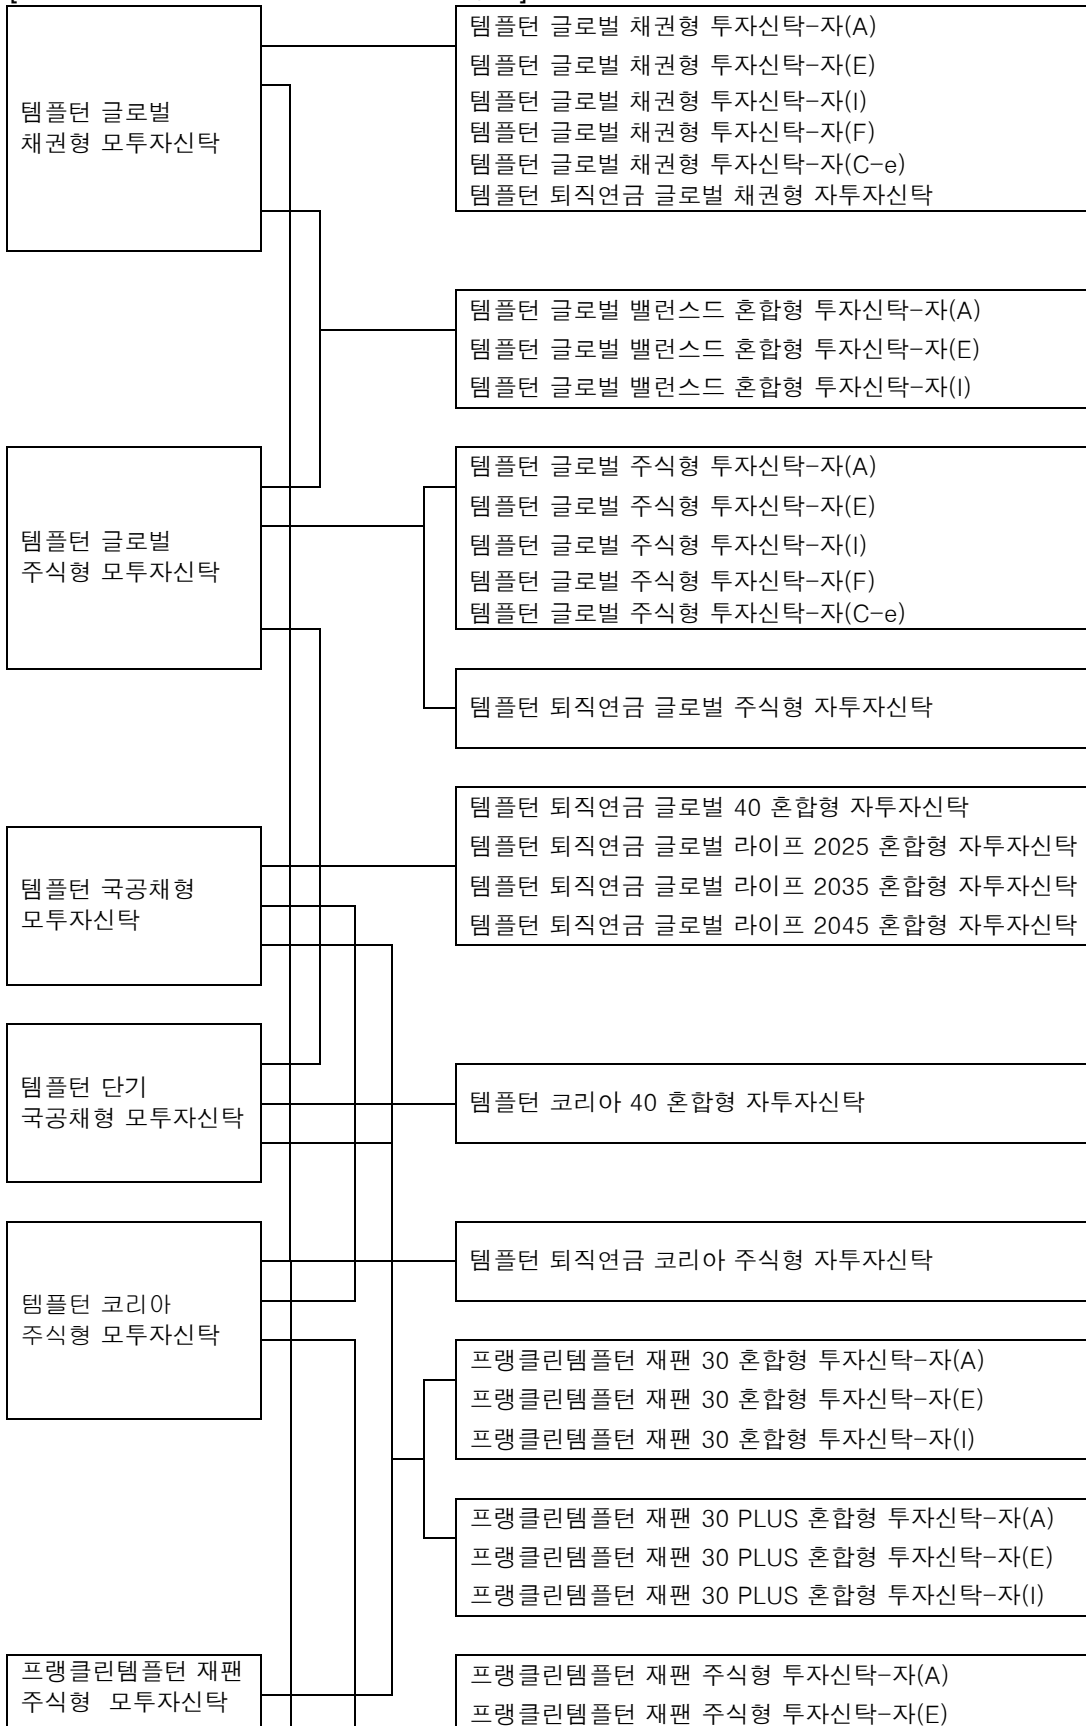 템플턴 글로벌
채권형 모투자신탁
템플턴 글로벌 채권형 투자신탁-자(A)
템플턴 글로벌 채권형 투자신탁-자(E)
템플턴 글로벌 채권형 투자신탁-자(I)
템플턴 글로벌 채권형 투자신탁-자(F)
템플턴 글로벌 채권형 투자신탁-자(C-e)
템플턴 퇴직연금 글로벌 채권형 자투자신탁
템플턴 글로벌 밸런스드 혼합형 투자신탁-자(A)
템플턴 글로벌 밸런스드 혼합형 투자신탁-자(E)
템플턴 글로벌 밸런스드 혼합형 투자신탁-자(I)
템플턴 글로벌
주식형 모투자신탁
템플턴 글로벌 주식형 투자신탁-자(A)
템플턴 글로벌 주식형 투자신탁-자(E)
템플턴 글로벌 주식형 투자신탁-자(I)
템플턴 글로벌 주식형 투자신탁-자(F)
템플턴 글로벌 주식형 투자신탁-자(C-e)
템플턴 퇴직연금 글로벌 주식형 자투자신탁
템플턴 국공채형
모투자신탁
템플턴 퇴직연금 글로벌 40 혼합형 자투자신탁
템플턴 퇴직연금 글로벌 라이프 2025 혼합형 자투자신탁
템플턴 퇴직연금 글로벌 라이프 2035 혼합형 자투자신탁
템플턴 퇴직연금 글로벌 라이프 2045 혼합형 자투자신탁
템플턴 단기
국공채형 모투자신탁
템플턴 코리아 40 혼합형 자투자신탁
템플턴 코리아
주식형 모투자신탁
템플턴 퇴직연금 코리아 주식형 자투자신탁
프랭클린템플턴 재팬 30 혼합형 투자신탁-자(A)
프랭클린템플턴 재팬 30 혼합형 투자신탁-자(E)
프랭클린템플턴 재팬 30 혼합형 투자신탁-자(I)
프랭클린템플턴 재팬 30 PLUS 혼합형 투자신탁-자(A)
프랭클린템플턴 재팬 30 PLUS 혼합형 투자신탁-자(E)
프랭클린템플턴 재팬 30 PLUS 혼합형 투자신탁-자(I)
프랭클린템플턴 재팬
주식형 모투자신탁
프랭클린템플턴 재팬 주식형 투자신탁-자(A)
프랭클린템플턴 재팬 주식형 투자신탁-자(E)